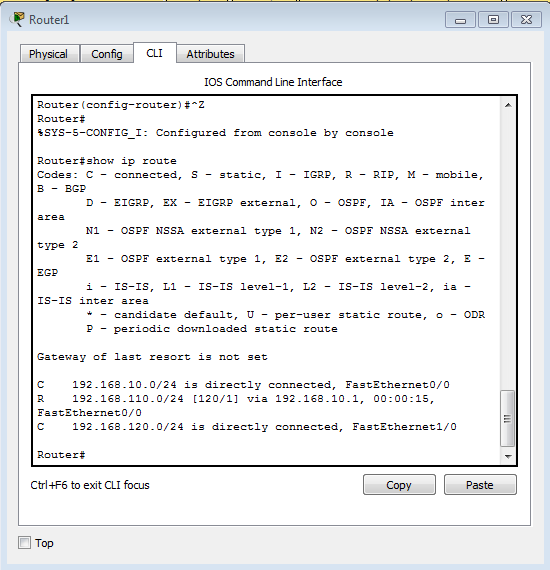 Router1
Physical Config CLI Attributes
IOS Command Line Interface
Router(config-router)#^Z
Router#
%SYS-5-CONFIG_I: Configured from console by console
Router#show ip route
Codes: C - connected, S - static, I - IGRP, R - RIP, M - mobile,
B - BGP
D - EIGRP, EX - EIGRP external, O - OSPF, IA - OSPF inter
area
N1 - OSPF NSSA external type 1, N2 - OSPF NSSA external
type 2
E1 - OSPF external type 1, E2 - OSPF external type 2, E -
EGP
i - IS-IS, L1 - IS-IS level-1, L2 - IS-IS level-2, ia -
IS-IS inter area
* - candidate default, U - per-user static route, o - ODR
P - periodic downloaded static route
Gateway of last resort is not set
C 192.168.10.0/24 is directly connected, FastEthernet0/0
R 192.168.110.0/24 [120/1] via 192.168.10.1, 00:00:15,
FastEthernet0/0
C 192.168.120.0/24 is directly connected, FastEthernet1/0
Router#
Ctrl+F6 to exit CLI focus
Copy Paste
Top